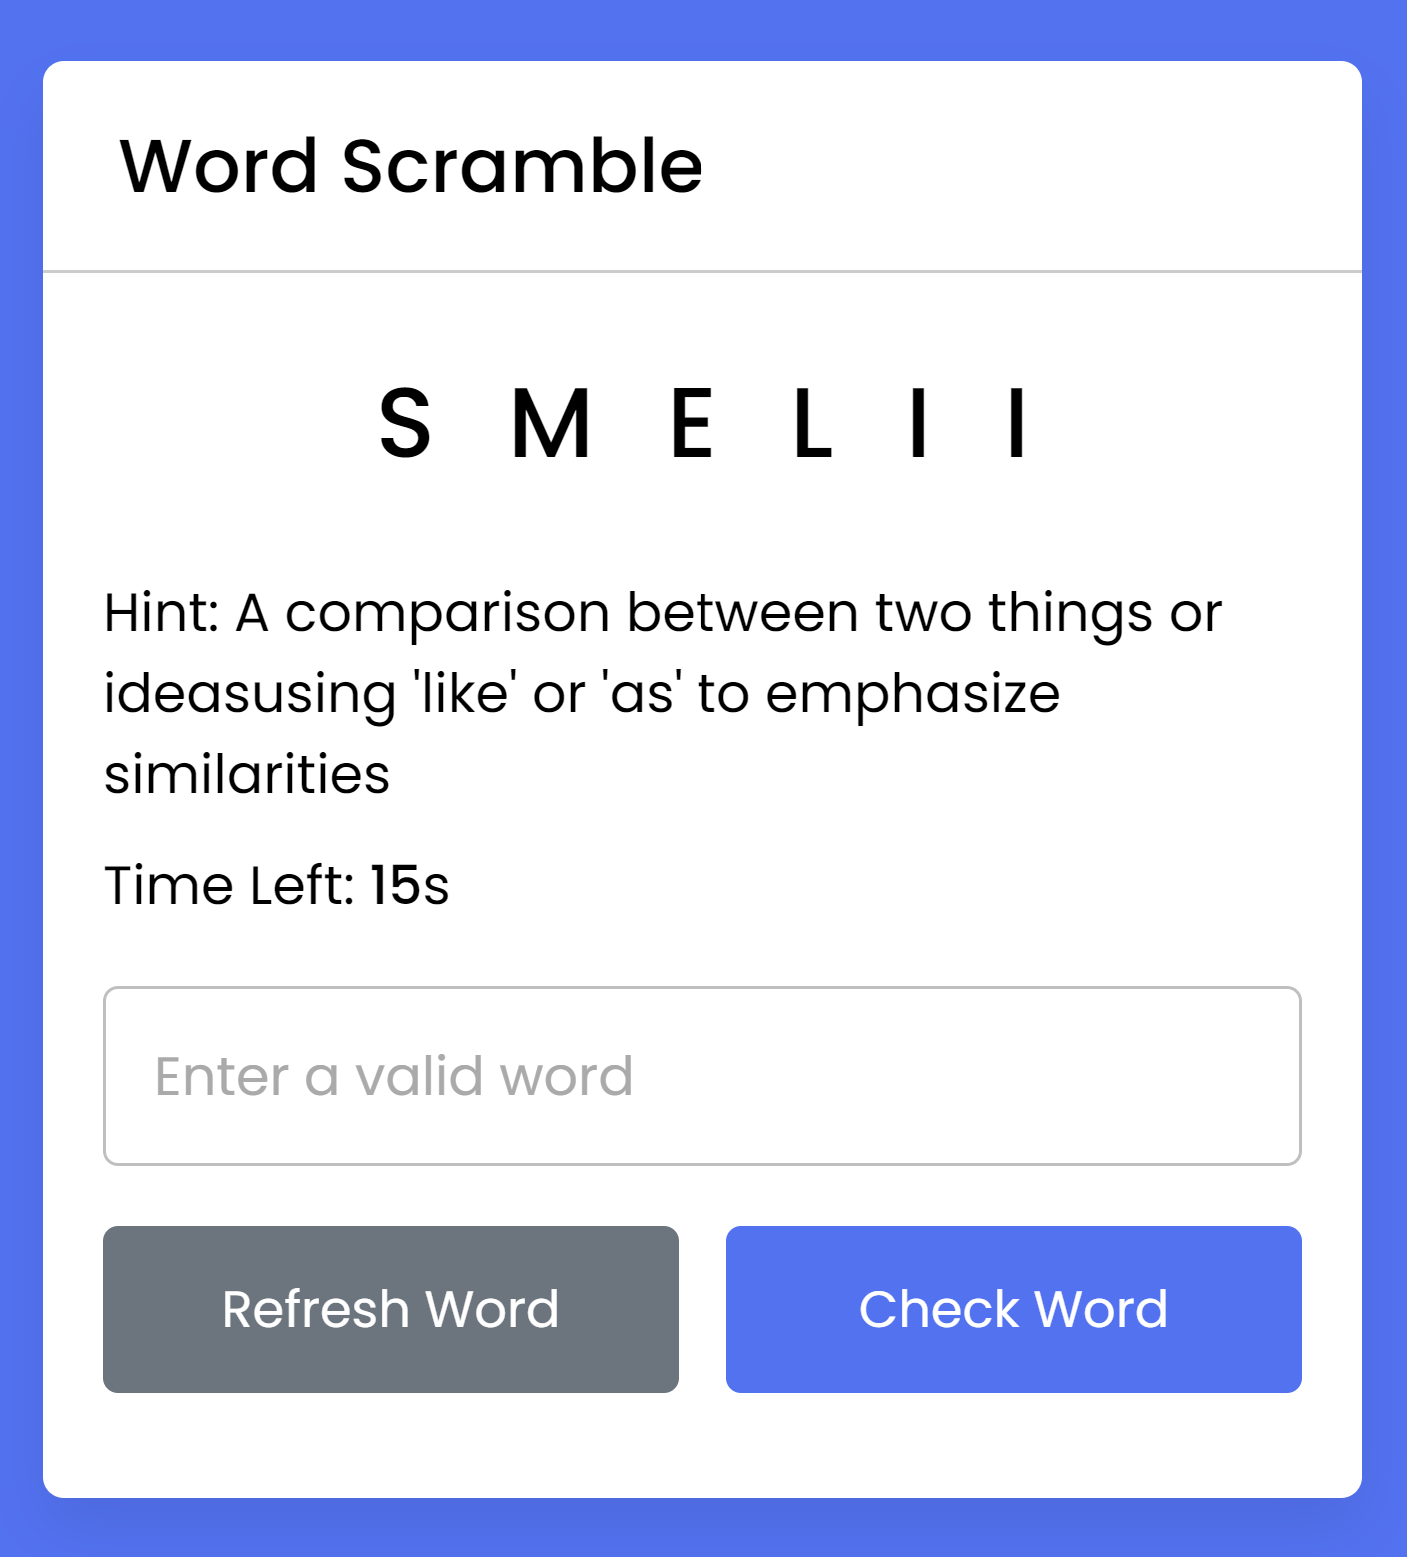 Word Scramble
S M E L I I
Hint: A comparison between two things or
ideasusing 'like' or 'as' to emphasize
similarities
Time Left: 15s
Enter a valid word
Refresh Word
Check Word